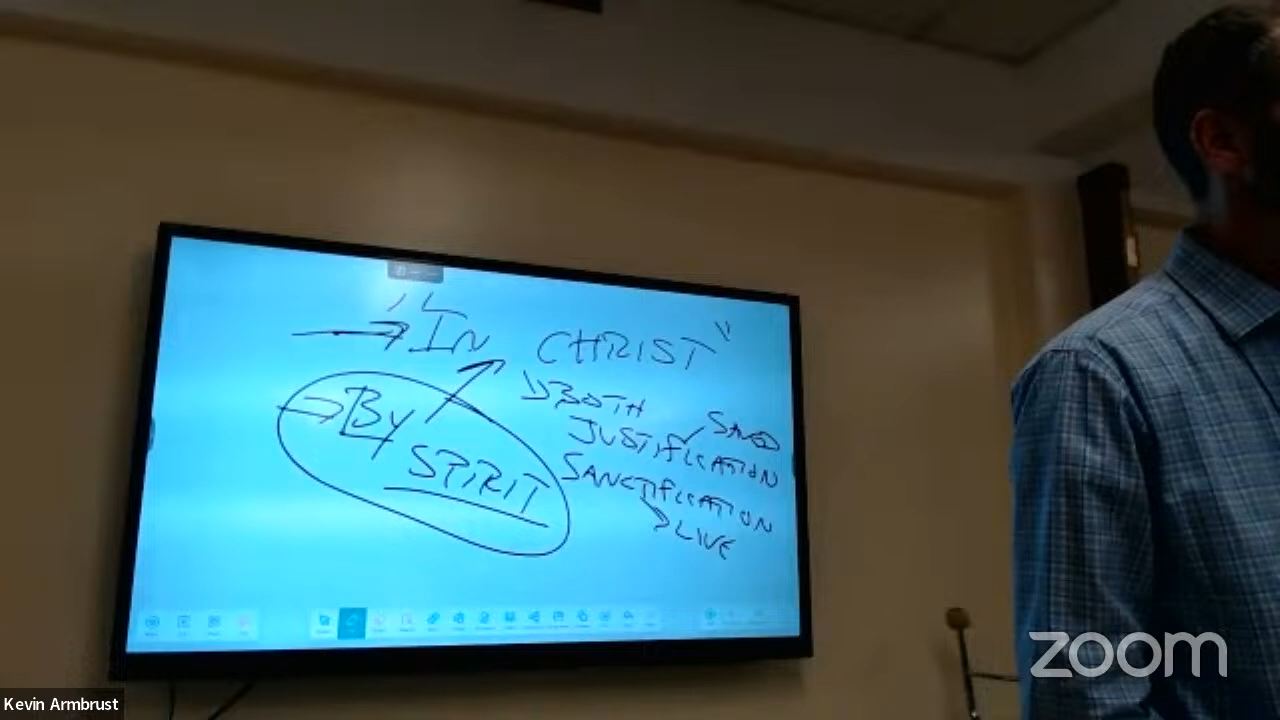 "IN CHRIST"
BY
SPIRIT
BOTH
SAVED
JUSTIFICATION
SANCTIFICATION
LIVE
zoom
Kevin Armbrust